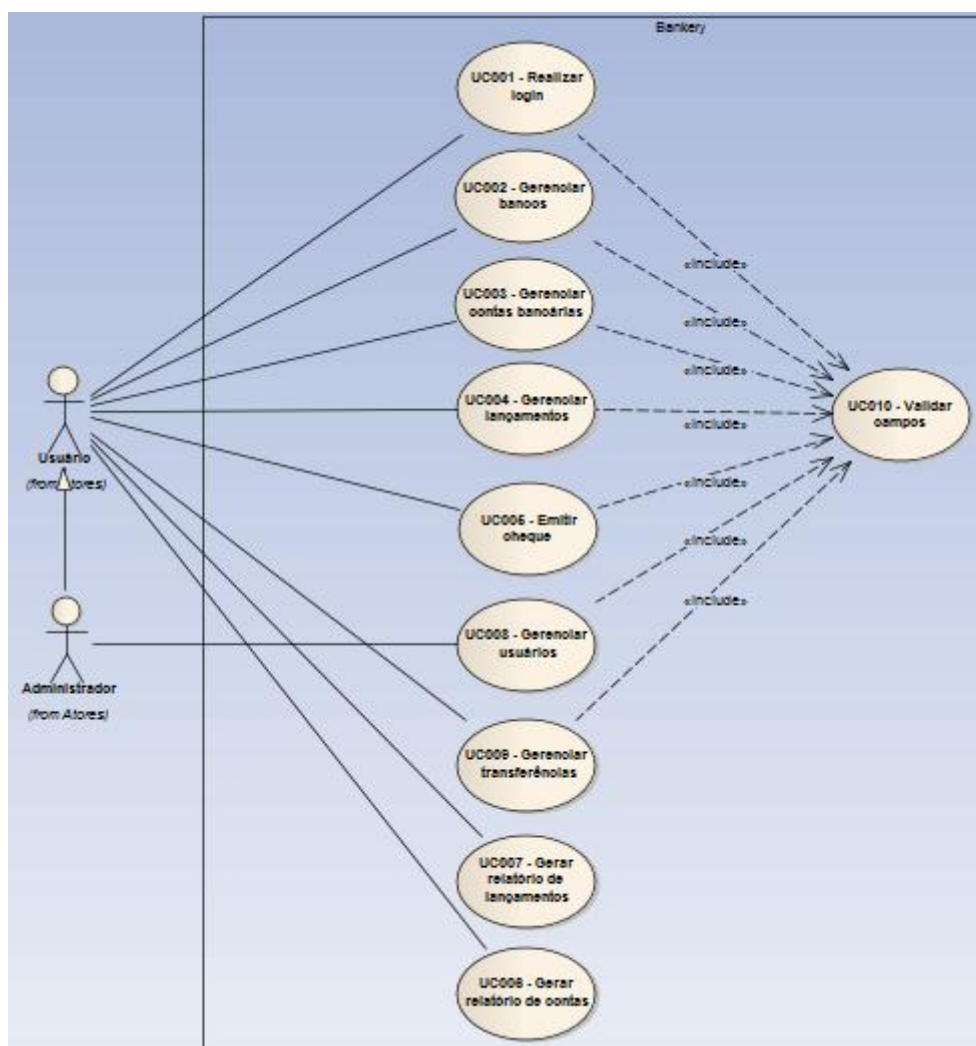 Bankery
UC001 - Realizar
login
UC002 - Gerenciar
bancos
«include»
UC003 - Gerenciar
contas bancárias
«include»
«include»
UC004 - Gerenciar
lançamentos
«include»
UC010 - Validar
campos
Usuário
(from Atores)
UC005 - Emitir
cheque
«include»
«include»
- Gerenciar
usuários
«include»
Administrador
(from Atores)
UC009 - Gerenciar
transferências
UC007 - Gerar
relatório de
lançamentos
- Gerar
relatório de contas